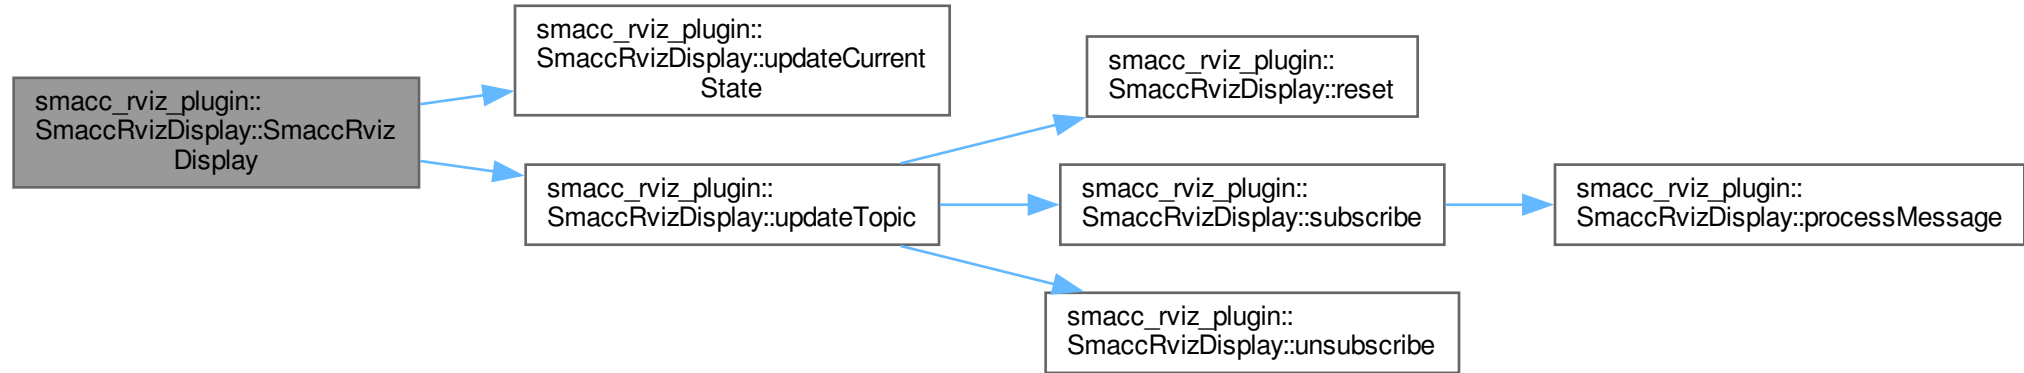 smacc_rviz_plugin::
SmaccRvizDisplay::SmaccRviz
Display
smacc_rviz_plugin::
SmaccRvizDisplay::updateCurrent
State
smacc_rviz_plugin::
SmaccRvizDisplay::updateTopic
smacc_rviz_plugin::
SmaccRvizDisplay::reset
smacc_rviz_plugin::
SmaccRvizDisplay::subscribe
smacc_rviz_plugin::
SmaccRvizDisplay::unsubscribe
smacc_rviz_plugin::
SmaccRvizDisplay::processMessage